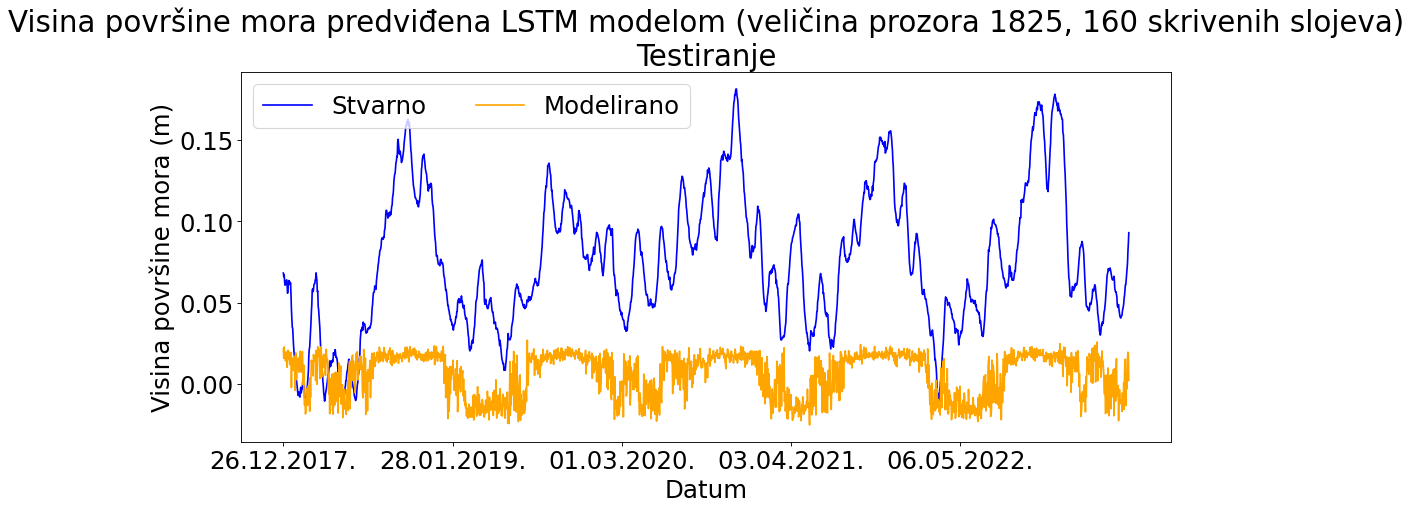 Visina površine mora predviđena LSTM modelom (veličina prozora 1825, 160 skrivenih slojeva)
Testiranje
Stvarno
Modelirano
Visina površine mora (m)
0.15
0.10
0.05
0.00
26.12.2017.
28.01.2019.
01.03.2020.
03.04.2021.
06.05.2022.
Datum